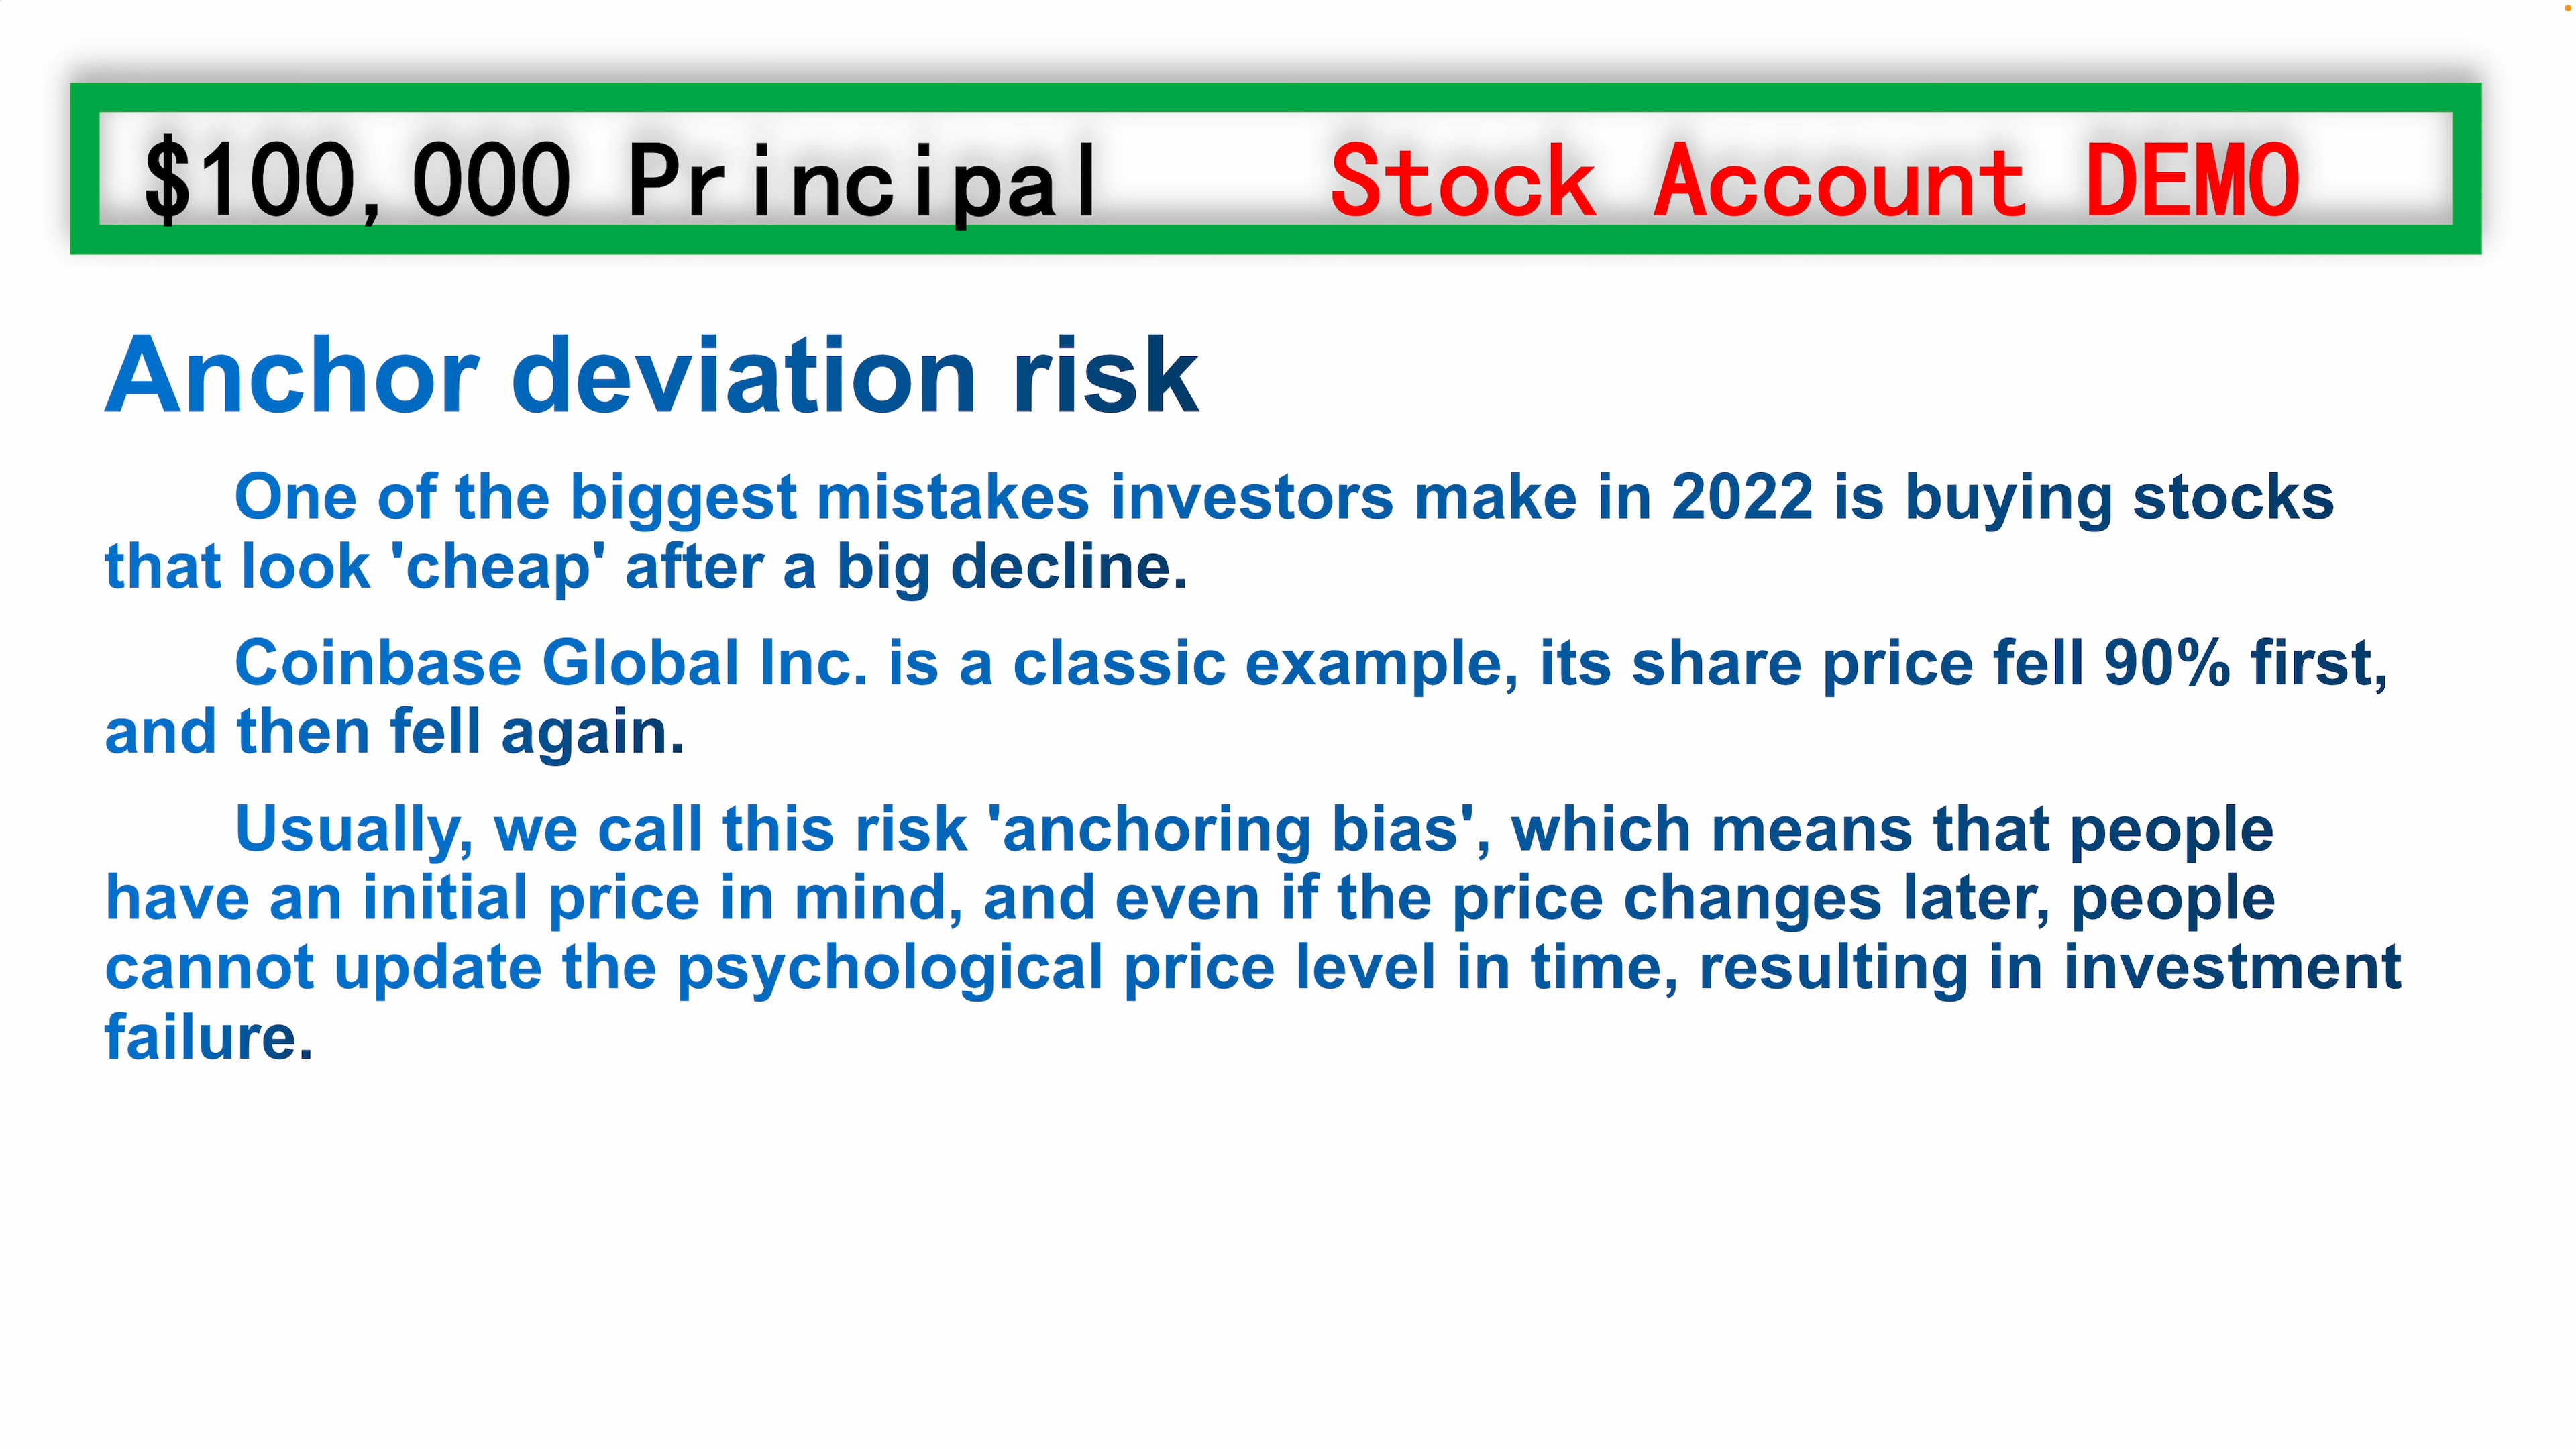 $100,000 Principal Stock Account DEMO
Anchor deviation risk
One of the biggest mistakes investors make in 2022 is buying stocks
that look 'cheap' after a big decline.
Coinbase Global Inc. is a classic example, its share price fell 90% first,
and then fell again.
Usually, we call this risk 'anchoring bias', which means that people
have an initial price in mind, and even if the price changes later, people
cannot update the psychological price level in time, resulting in investment
failure.